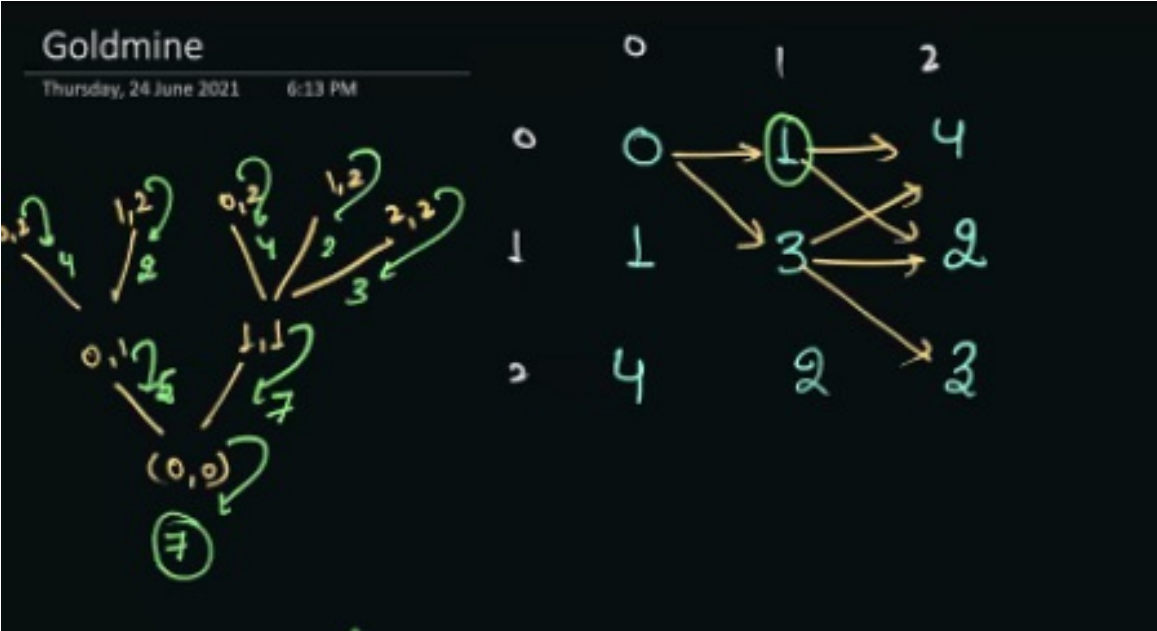 Goldmine
Thursday, 24 June 2021 6:13 PM
0 1 2
0 0 1 4
1 1 3 2
2 4 2 3
0,2 1,2 0,2 1,2 2,2
4 2 4 2 3
0,1 1,1
7
(0,0)
7